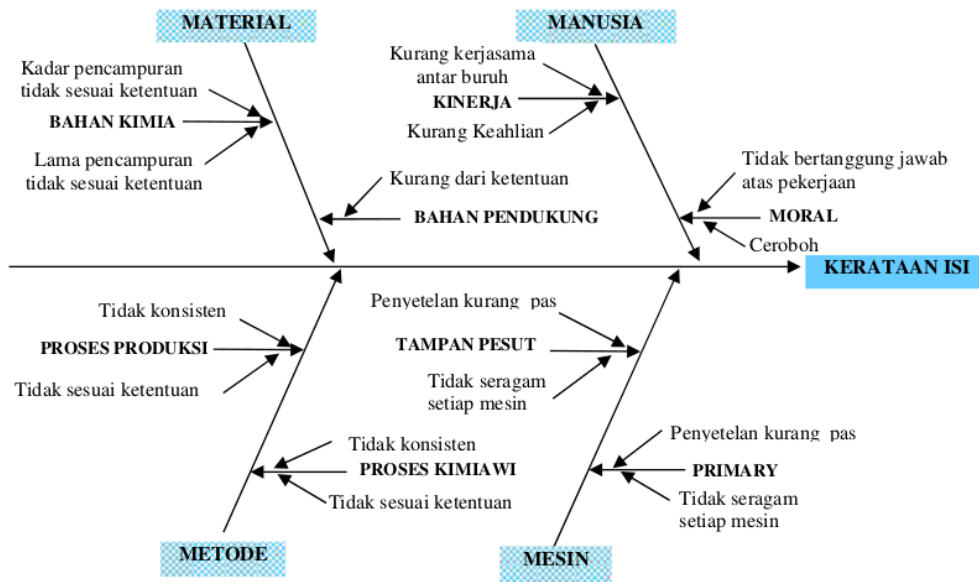 MATERIAL
MANUSIA
Kadar pencampuran
tidak sesuai ketentuan
BAHAN KIMIA
Lama pencampuran
tidak sesuai ketentuan
Kurang dari ketentuan
BAHAN PENDUKUNG
Kurang kerjasama
antar buruh
KINERJA
Kurang Keahlian
Tidak bertanggung jawab
atas pekerjaan
MORAL
Ceroboh
KERATAAN ISI
Tidak konsisten
PROSES PRODUKSI
Tidak sesuai ketentuan
Tidak konsisten
PROSES KIMIAWI
Tidak sesuai ketentuan
Penyetelan kurang pas
TAMPAN PESUT
Tidak seragam
setiap mesin
Penyetelan kurang pas
PRIMARY
Tidak seragam
setiap mesin
METODE
MESIN